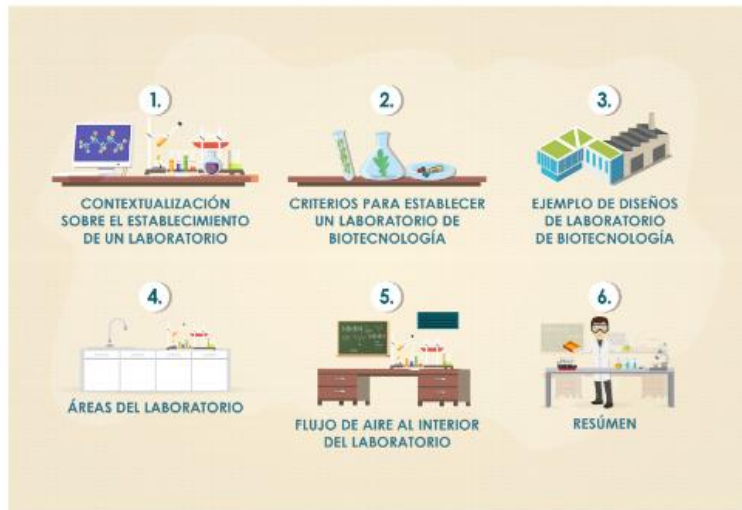 1.
CONTEXTUALIZACIÓN
SOBRE EL ESTABLECIMIENTO
DE UN LABORATORIO
2.
CRITERIOS PARA ESTABLECER
UN LABORATORIO DE
BIOTECNOLOGÍA
3.
EJEMPLO DE DISEÑOS
DE LABORATORIO
DE BIOTECNOLOGÍA
4.
ÁREAS DEL LABORATORIO
5.
FLUJO DE AIRE AL INTERIOR
DEL LABORATORIO
6.
RESÚMEN